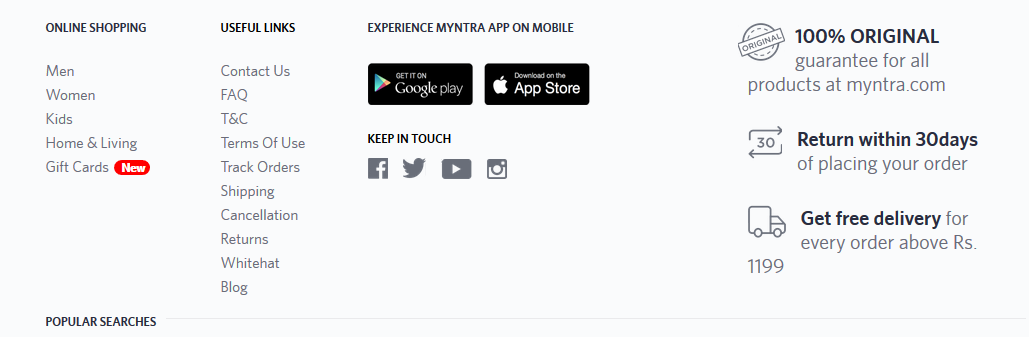 ONLINE SHOPPING
Men
Women
Kids
Home & Living
Gift Cards New
USEFUL LINKS
Contact Us
FAQ
T&C
Terms Of Use
Track Orders
Shipping
Cancellation
Returns
Whitehat
Blog
EXPERIENCE MYNTRA APP ON MOBILE
GET IT ON
Google play
Download on the
App Store
KEEP IN TOUCH
ORIGINAL
100% ORIGINAL
guarantee for all
products at myntra.com
30
Return within 30days
of placing your order
Get free delivery for
every order above Rs.
1199
POPULAR SEARCHES